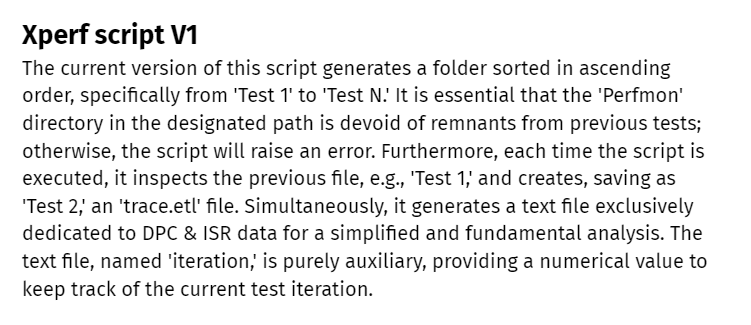 Xperf script V1
The current version of this script generates a folder sorted in ascending
order, specifically from 'Test 1' to 'Test N.' It is essential that the 'Perfmon'
directory in the designated path is devoid of remnants from previous tests;
otherwise, the script will raise an error. Furthermore, each time the script is
executed, it inspects the previous file, e.g., 'Test 1,' and creates, saving as
'Test 2,' an 'trace.etl' file. Simultaneously, it generates a text file exclusively
dedicated to DPC & ISR data for a simplified and fundamental analysis. The
text file, named 'iteration,' is purely auxiliary, providing a numerical value to
keep track of the current test iteration.